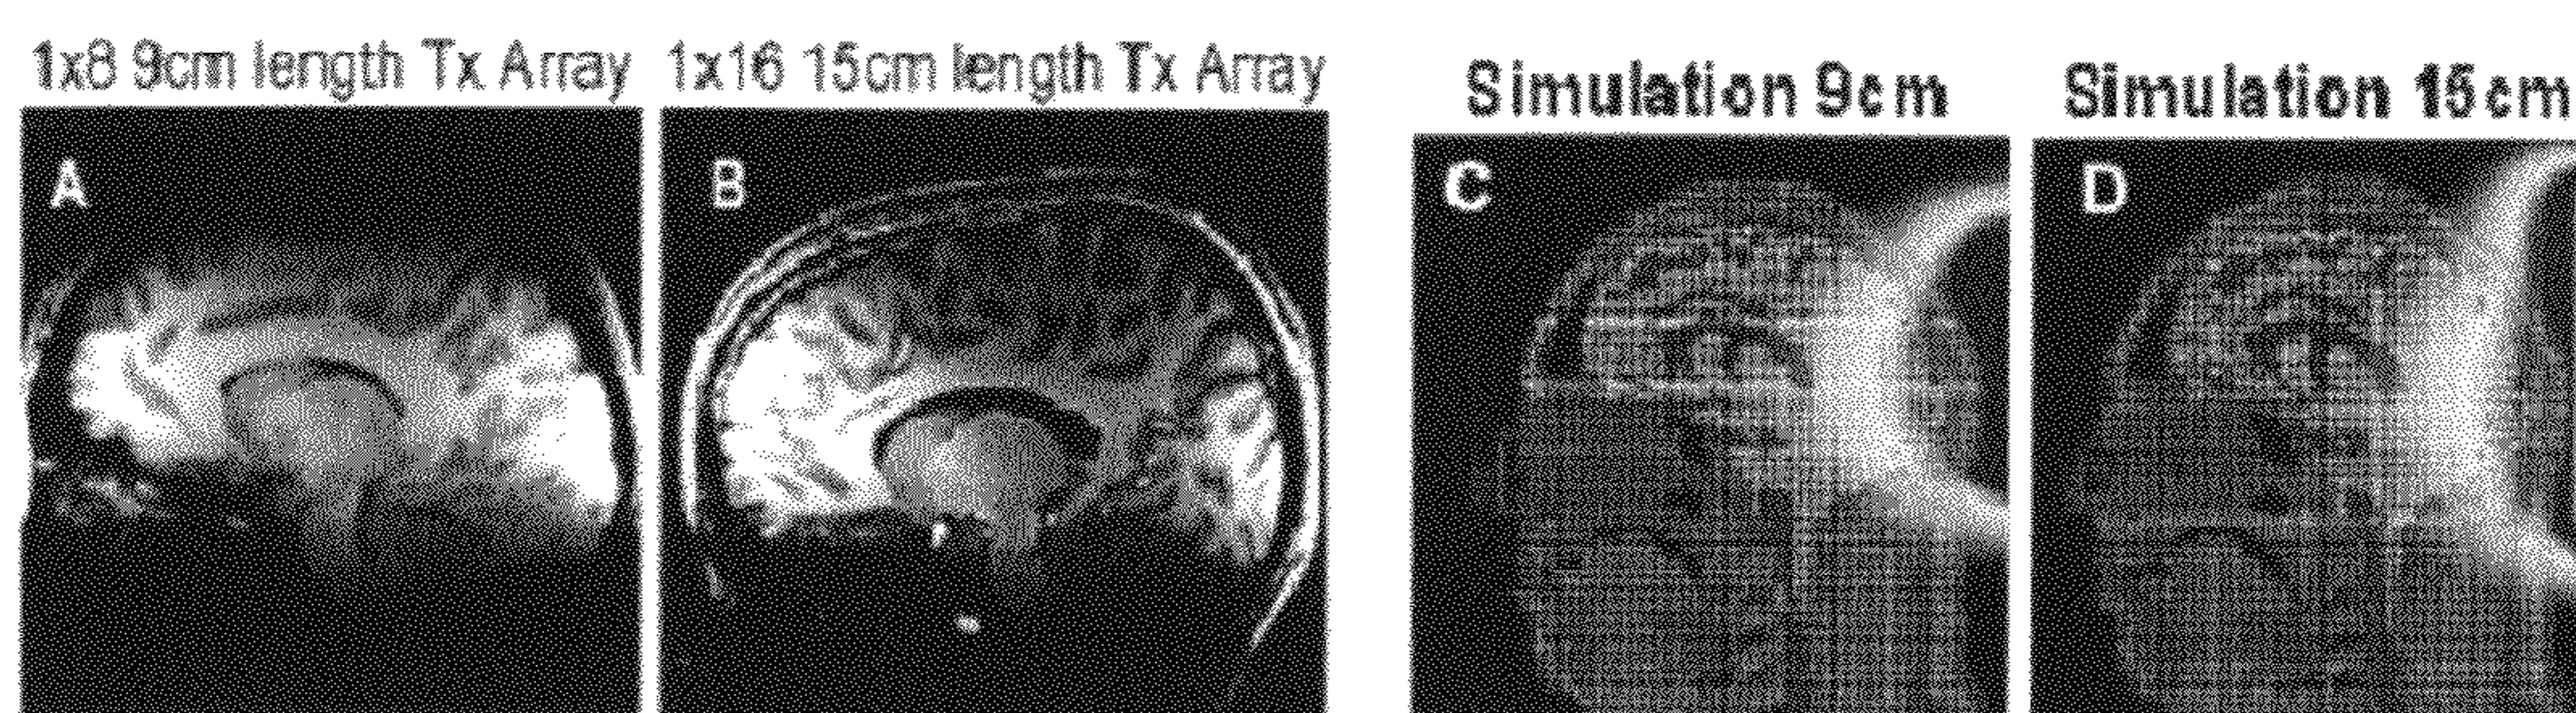 1x8 9cm length Tx Array
1x16 15cm length Tx Array
Simulation 9cm
Simulation 15cm
A
B
C
D